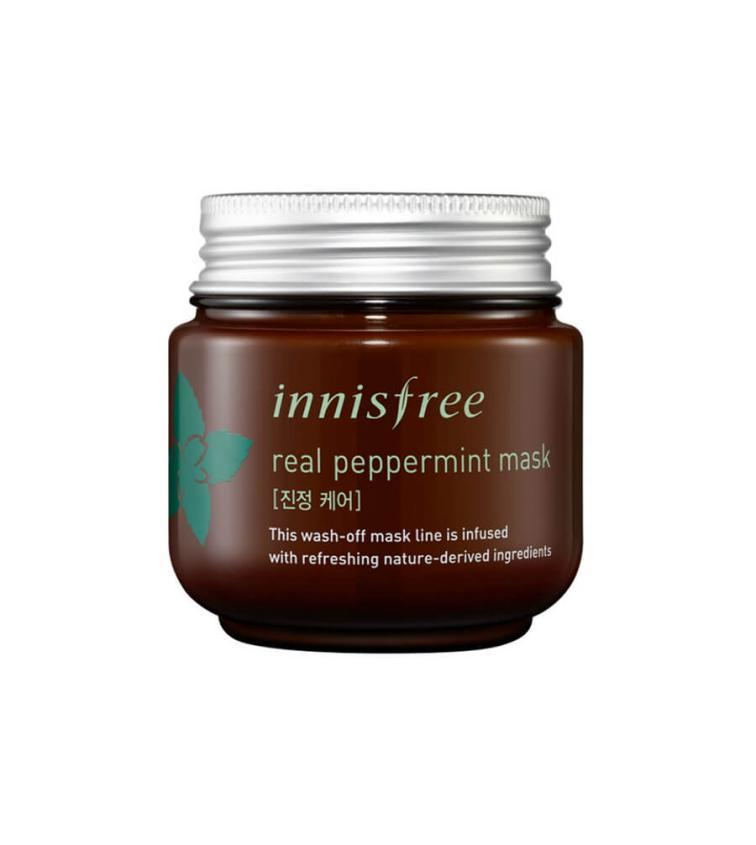 innisfree
real peppermint mask
[진정 케어]
This wash-off mask line is infused
with refreshing nature-derived ingredients